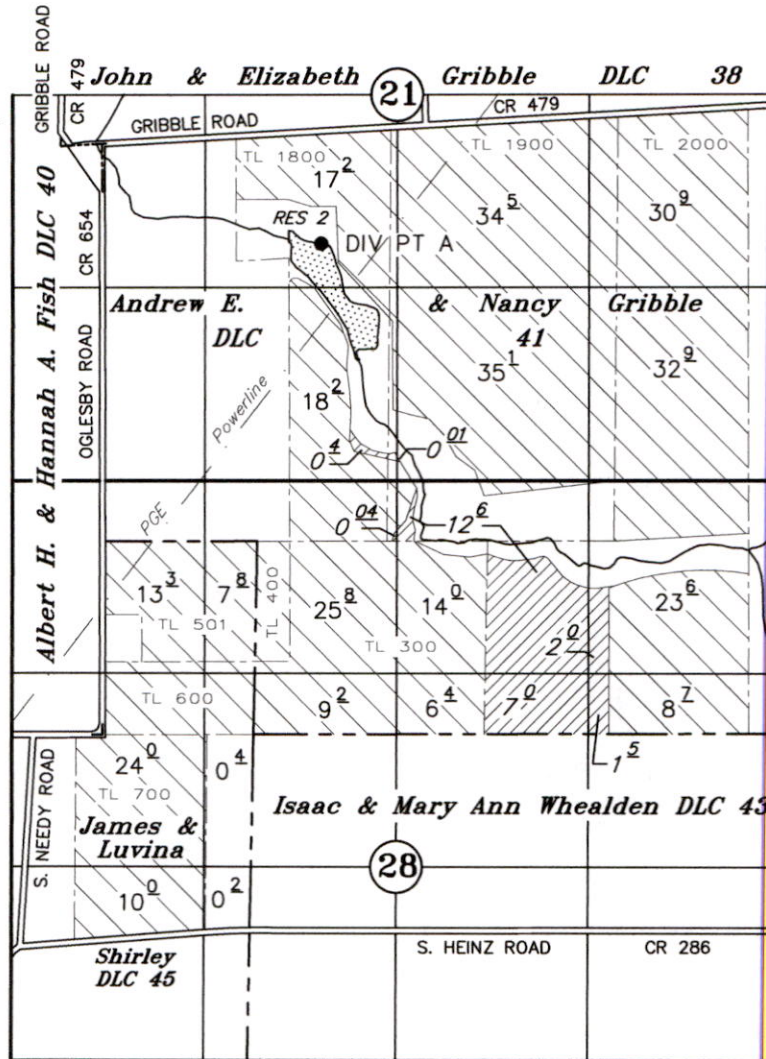 John & Elizabeth Gribble DLC 38
21
GRIBBLE ROAD
CR 479
GRIBBLE ROAD
CR 479
TL 1800
TL 1900
TL 2000
17 2
34 5
30 9
RES 2
DIV PT A
Albert H. & Hannah A. Fish DLC 40
CR 654
OGLESBY ROAD
Andrew E. & Nancy Gribble
DLC 41
35 1
32 9
18 2
PGE Powerline
0 4
0 01
0 04
12 6
13 3
7 8
TL 400
25 8
14 0
23 6
TL 501
TL 300
2 0
TL 600
9 2
6 4
7 0
8 7
1 5
24 0
0 4
TL 700
Isaac & Mary Ann Whealden DLC 43
James &
Luvina
S. NEEDY ROAD
28
10 0
0 2
Shirley
DLC 45
S. HEINZ ROAD
CR 286